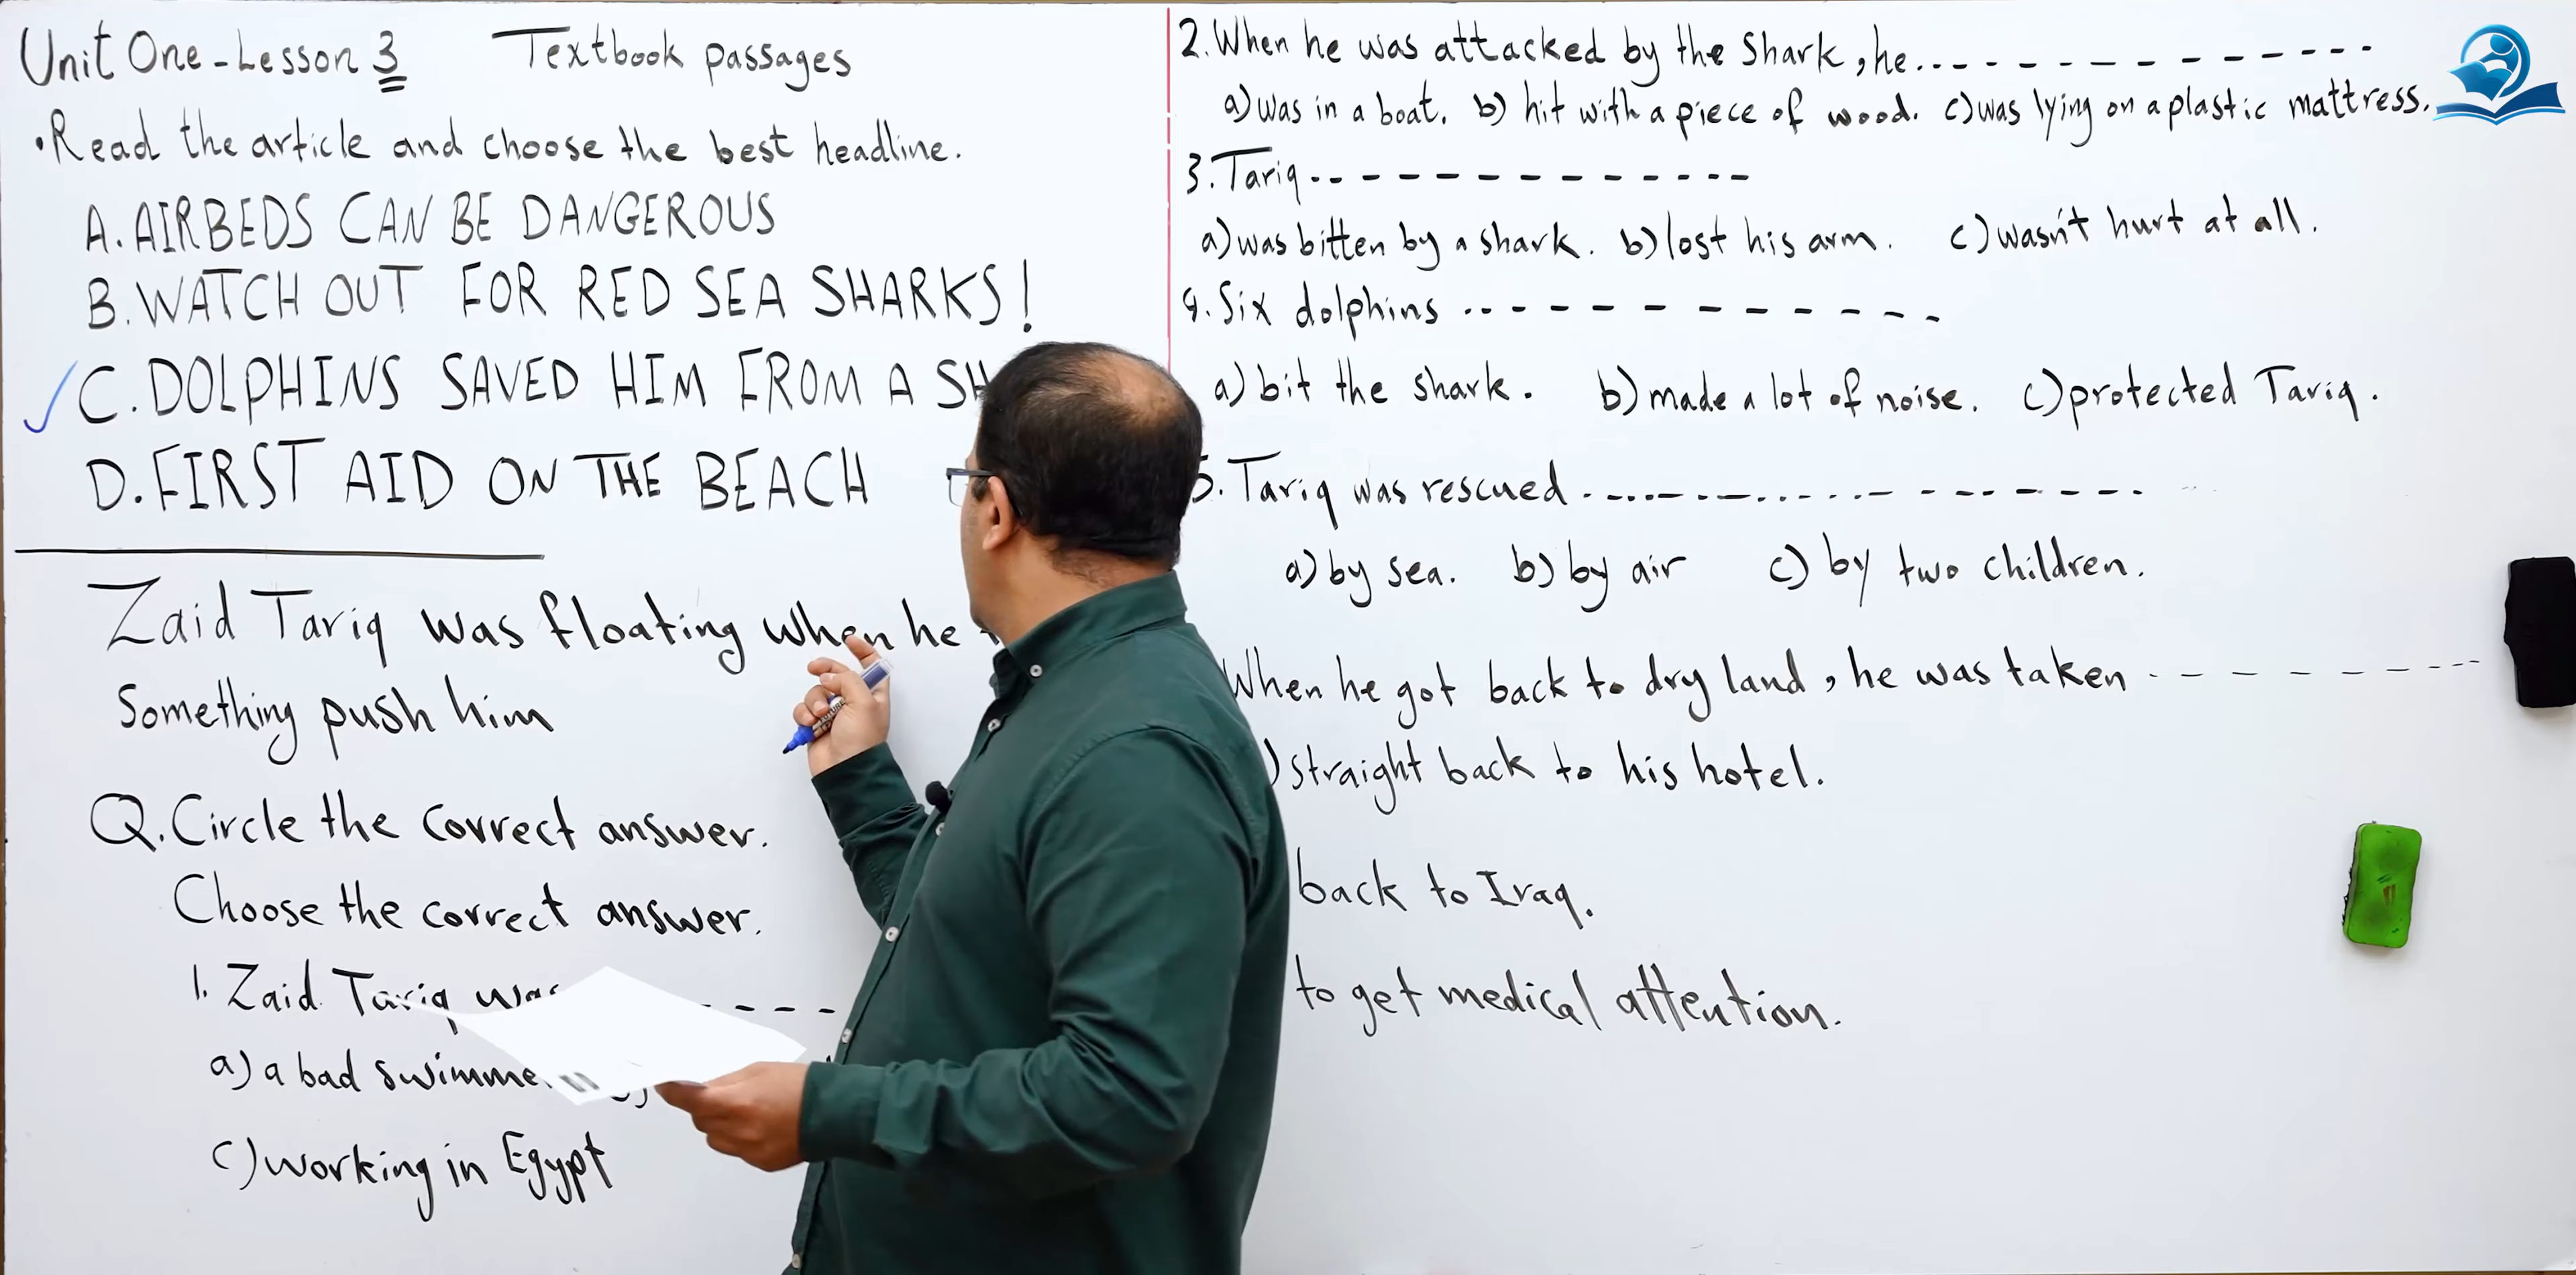 Unit One - Lesson 3 Textbook passages
• Read the article and choose the best headline.
A. AIRBEDS CAN BE DANGEROUS
B. WATCH OUT FOR RED SEA SHARKS!
✓ C. DOLPHINS SAVED HIM FROM A SH
D. FIRST AID ON THE BEACH
Zaid Tariq was floating when he
Something push him
Q. Circle the correct answer.
Choose the correct answer.
1. Zaid Tariq was - - -
a) a bad swimme
c) working in Egypt
2. When he was attacked by the Shark, he ... - - - - - - - - - - -
a) was in a boat. b) hit with a piece of wood. c) was lying on a plastic mattress.
3. Tariq - - - - - - - - - - - - - -
a) was bitten by a shark. b) lost his arm. c) wasn't hurt at all.
4. Six dolphins - - - - - - - - - - - -
a) bit the shark. b) made a lot of noise. c) protected Tariq.
5. Tariq was rescued - - - - - - - - - - - -
a) by sea. b) by air c) by two children.
When he got back to dry land, he was taken - - - - - - - -
) straight back to his hotel.
back to Iraq.
to get medical attention.